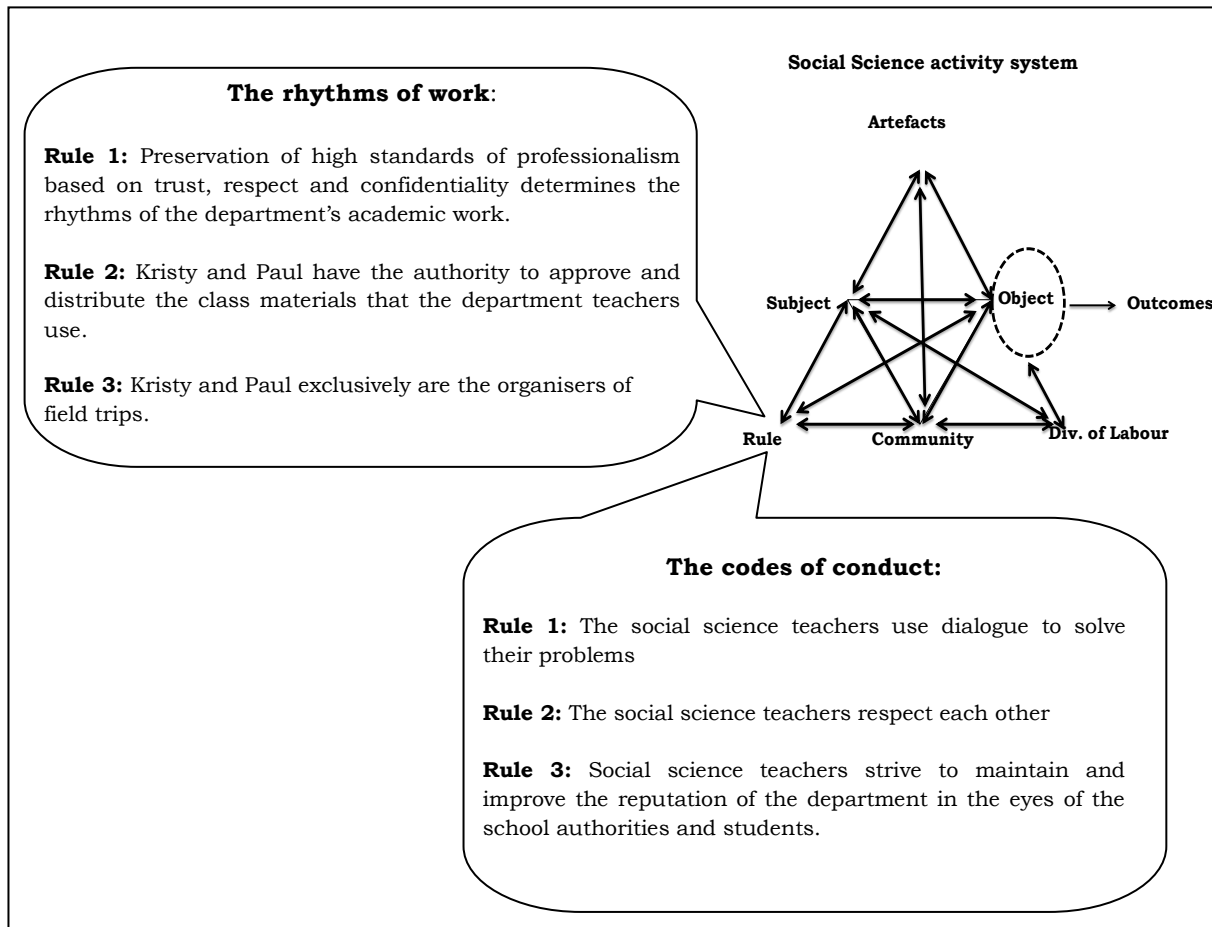 Social Science activity system
Artefacts
Subject
Object
Outcomes
Rule
Community
Div. of Labour
The rhythms of work:
Rule 1: Preservation of high standards of professionalism
based on trust, respect and confidentiality determines the
rhythms of the department's academic work.
Rule 2: Kristy and Paul have the authority to approve and
distribute the class materials that the department teachers
use.
Rule 3: Kristy and Paul exclusively are the organisers of
field trips.
The codes of conduct:
Rule 1: The social science teachers use dialogue to solve
their problems
Rule 2: The social science teachers respect each other
Rule 3: Social science teachers strive to maintain and
improve the reputation of the department in the eyes of the
school authorities and students.